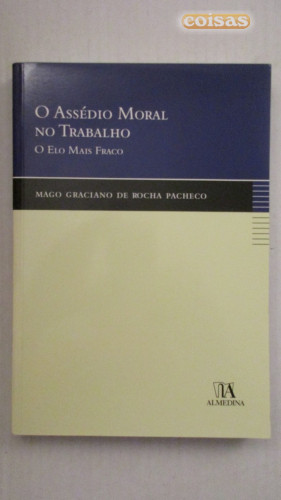 coisas
O ASSÉDIO MORAL
NO TRABALHO
O ELO MAIS FRACO
MAGO GRACIANO DE ROCHA PACHECO
ALMEDINA